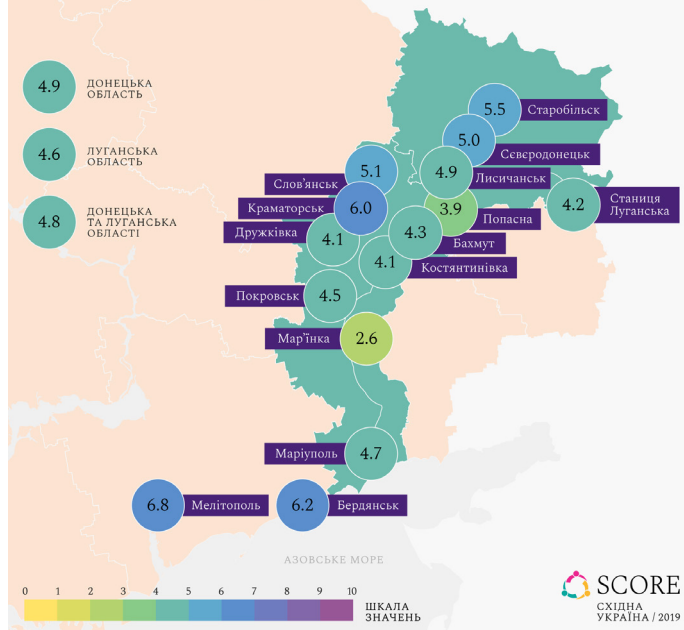 4.9
ДОНЕЦЬКА
ОБЛАСТЬ
4.6
ЛУГАНСЬКА
ОБЛАСТЬ
4.8
ДОНЕЦЬКА
ТА ЛУГАНСЬКА
ОБЛАСТІ
5.5
Старобільск
5.0
Сєвєродонецьк
5.1
Слов'янськ
4.9
Лисичанськ
6.0
Краматорськ
3.9
Попасна
4.2
Станиця
Луганська
4.1
Дружківка
4.3
Бахмут
4.1
Костянтинівка
4.5
Покровськ
2.6
Мар'їнка
4.7
Маріуполь
6.8
Мелітополь
6.2
Бердянськ
АЗОВСЬКЕ МОРЕ
0 1 2 3 4 5 6 7 8 9 10
ШКАЛА
ЗНАЧЕНЬ
SCORE
СХІДНА
УКРАЇНА / 2019